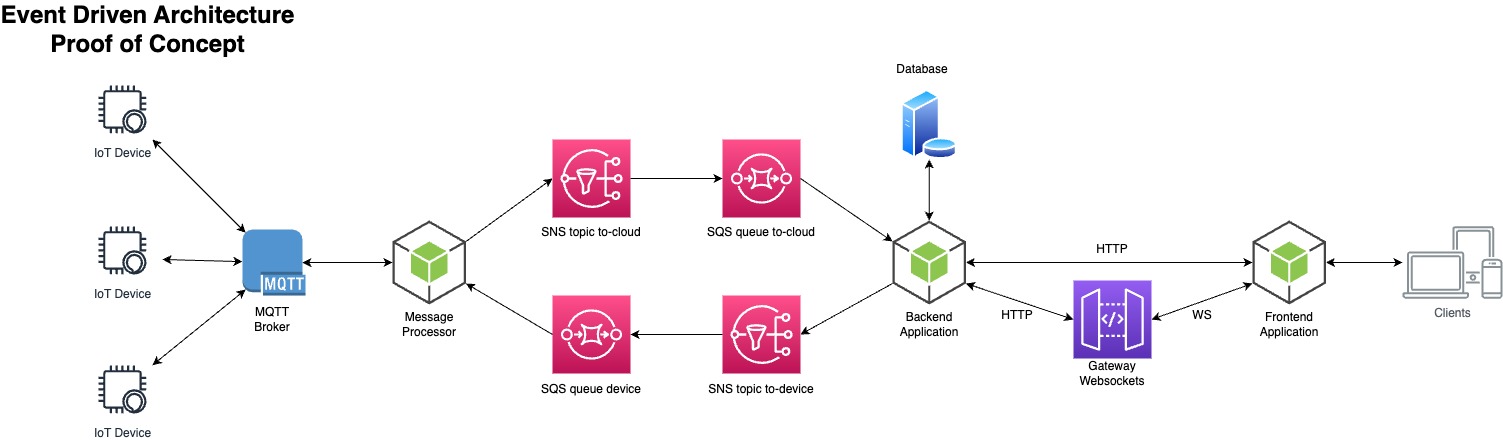 Event Driven Architecture
Proof of Concept
Database
IoT Device
SNS topic to-cloud
SQS queue to-cloud
IoT Device
MQTT
MQTT
Broker
Message
Processor
Backend
Application
HTTP
HTTP
WS
Gateway
Websockets
Frontend
Application
Clients
SQS queue device
SNS topic to-device
IoT Device